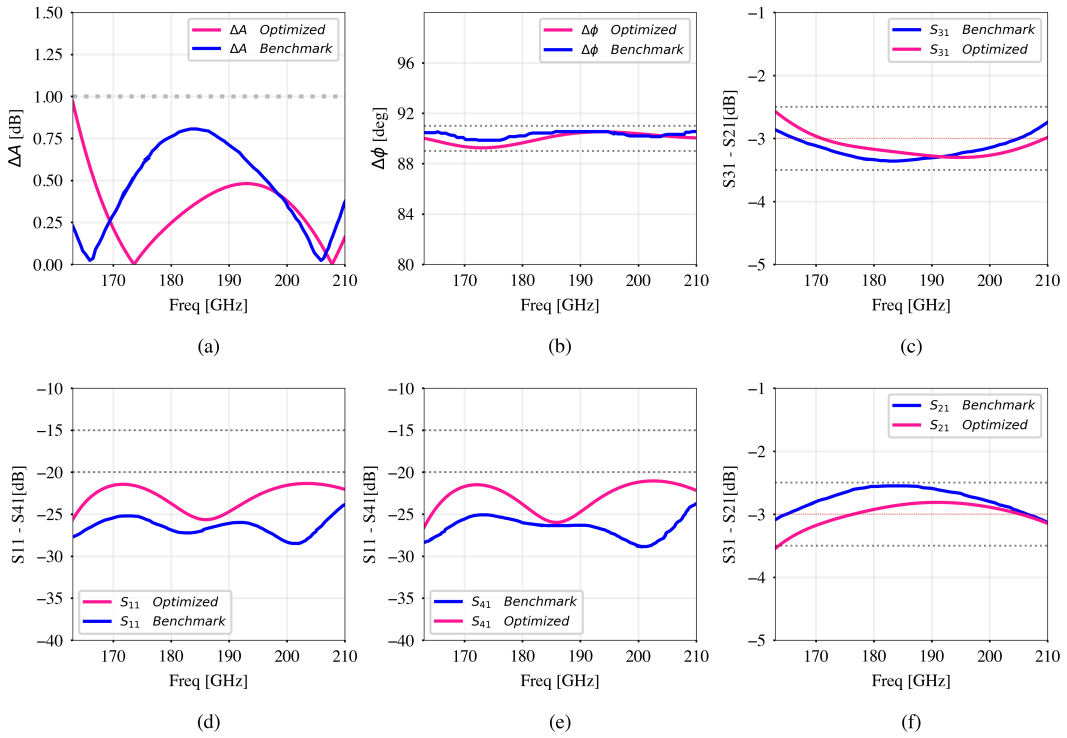 1.50
1.25
1.00
0.75
0.50
0.25
0.00
ΔA [dB]
ΔA Optimized
ΔA Benchmark
170 180 190 200 210
Freq [GHz]
(a)
96
92
88
84
80
Δϕ [deg]
Δϕ Optimized
Δϕ Benchmark
170 180 190 200 210
Freq [GHz]
(b)
−1
−2
−3
−4
−5
S31 - S21[dB]
S31 Benchmark
S31 Optimized
170 180 190 200 210
Freq [GHz]
(c)
−10
−15
−20
−25
−30
−35
−40
S11 - S41[dB]
S11 Optimized
S11 Benchmark
170 180 190 200 210
Freq [GHz]
(d)
−10
−15
−20
−25
−30
−35
−40
S11 - S41[dB]
S41 Benchmark
S41 Optimized
170 180 190 200 210
Freq [GHz]
(e)
−1
−2
−3
−4
−5
S31 - S21[dB]
S21 Benchmark
S21 Optimized
170 180 190 200 210
Freq [GHz]
(f)